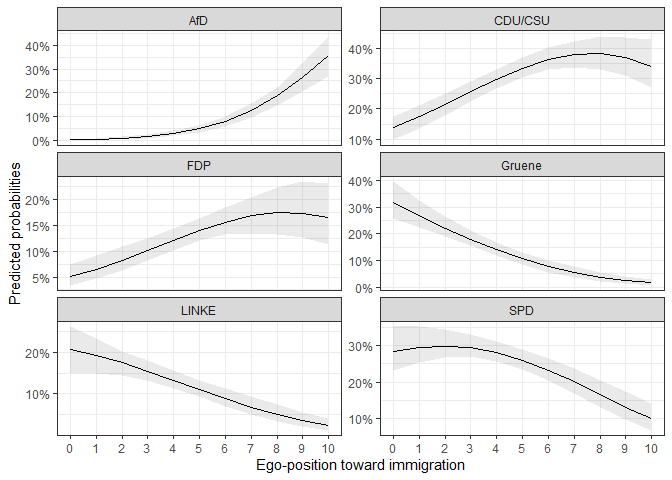 AfD
CDU/CSU
40%
30%
20%
10%
0%
40%
30%
20%
10%
FDP
Gruene
20%
15%
10%
5%
40%
30%
20%
10%
0%
LINKE
SPD
20%
10%
30%
20%
10%
0 1 2 3 4 5 6 7 8 9 10
0 1 2 3 4 5 6 7 8 9 10
Ego-position toward immigration
Predicted probabilities